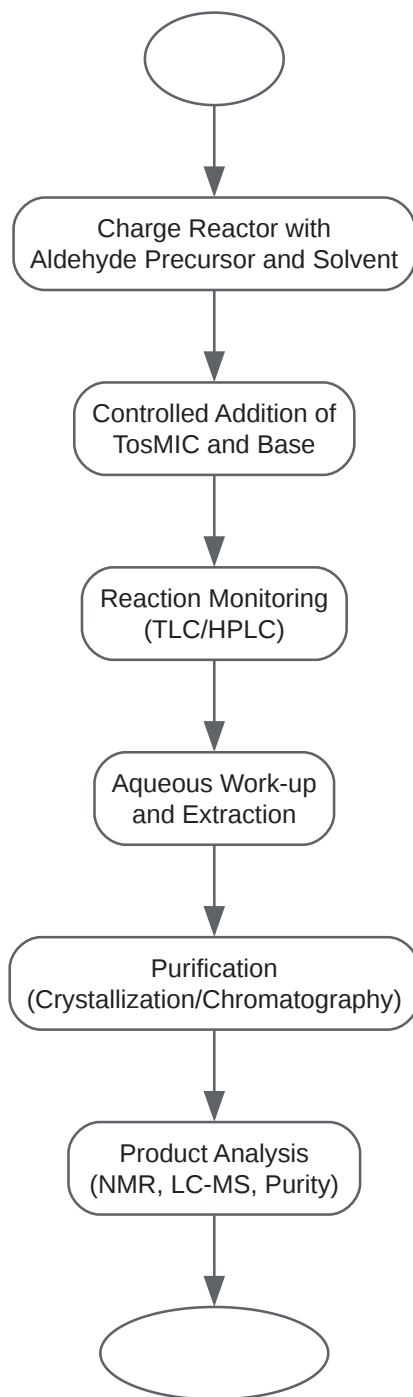 Charge Reactor with
Aldehyde Precursor and Solvent
Controlled Addition of
TosMIC and Base
Reaction Monitoring
(TLC/HPLC)
Aqueous Work-up
and Extraction
Purification
(Crystallization/Chromatography)
Product Analysis
(NMR, LC-MS, Purity)